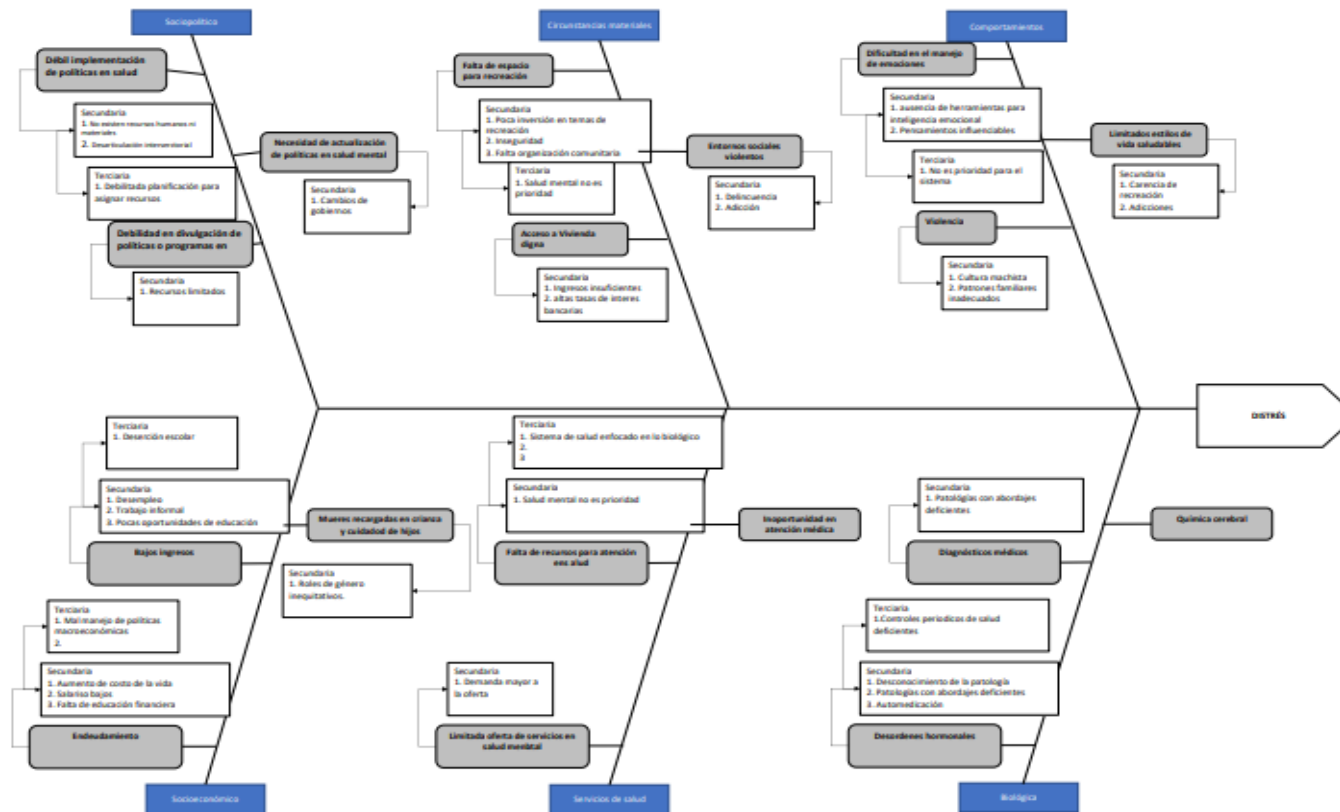 Sociopolítico
Débil implementación
de políticas en salud
Secundaria
1. No existen recursos humanos ni
materiales
2. Desarticulación intersectorial
Terciaria
1. Debilitada planificación para
asignar recursos
Necesidad de actualización
de políticas en salud mental
Secundaria
1. Cambios de
gobiernos
Debilidad en divulgación de
políticas o programas en
Secundaria
1. Recursos limitados
Circunstancias materiales
Falta de espacio
para recreación
Secundaria
1. Poca inversión en temas de
recreación
2. Inseguridad
3. Falta organización comunitaria
Terciaria
1. Salud mental no es
prioridad
Entornos sociales
violentos
Secundaria
1. Delincuencia
2. Adicción
Acceso a Vivienda
digna
Secundaria
1. Ingresos insuficientes
2. altas tasas de interes
bancarias
Comportamientos
Dificultad en el manejo
de emociones
Secundaria
1. ausencia de herramientas para
inteligencia emocional
2. Pensamientos influenciables
Terciaria
1. No es prioridad para el
sistema
Limitados estilos de
vida saludables
Secundaria
1. Carencia de
recreación
2. Adicciones
Violencia
Secundaria
1. Cultura machista
2. Patrones familiares
inadecuados
DISTRÉS
Terciaria
1. Deserción escolar
Secundaria
1. Desempleo
2. Trabajo informal
3. Pocas oportunidades de educación
Bajos ingresos
Mueres recargadas en crianza
y cuidadod de hijos
Secundaria
1. Roles de género
inequitativos.
Terciaria
1. Mal manejo de políticas
macroeconómicas
2.
Secundaria
1. Aumento de costo de la vida
2. Salariso bajos
3. Falta de educación financiera
Endeudamiento
Socioeconómica
Terciaria
1. Sistema de salud enfocado en lo biológico
2.
3
Secundaria
1. Salud mental no es prioridad
Falta de recursos para atención
ens alud
Inoportunidad en
atención médica
Secundaria
1. Demanda mayor a
la oferta
Limitada oferta de servicios en
salud menbtal
Servicios de salud
Secundaria
1. Patológías con abordajes
deficientes
Diagnósticos médicos
Química cerebral
Terciaria
1.Controles periodicos de salud
deficientes
Secundaria
1. Desconocimiento de la patología
2. Patologías con abordajes deficientes
3. Automedicación
Desordenes hormonales
Biológica